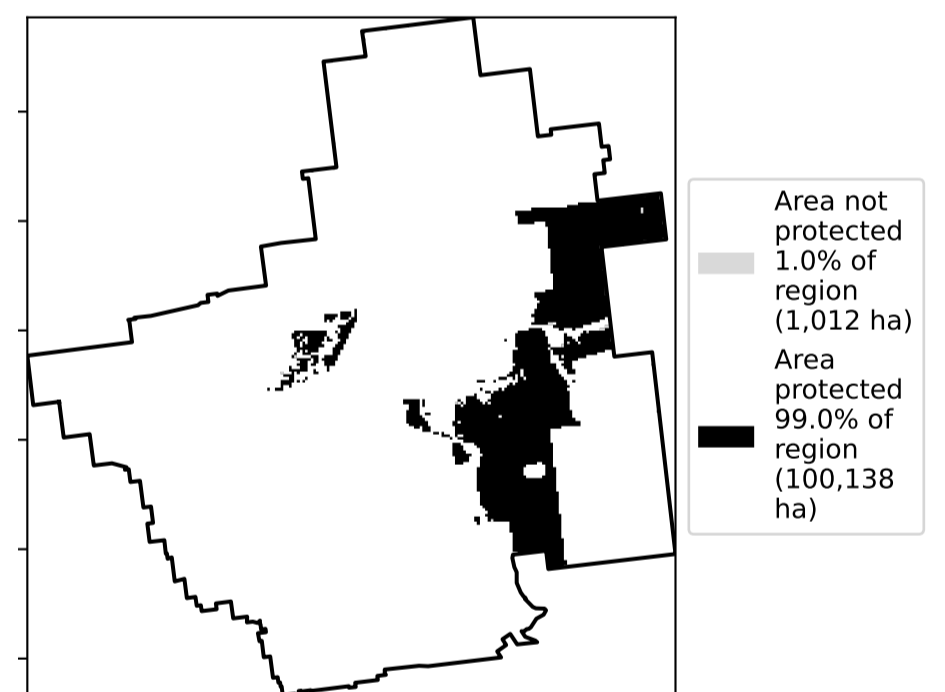 Area not
protected
1.0% of
region
(1,012 ha)
Area
protected
99.0% of
region
(100,138
ha)